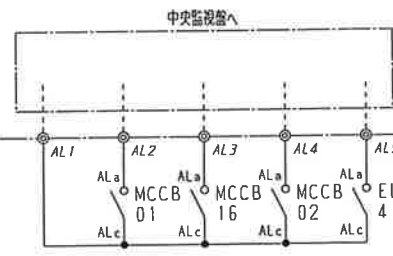 中央監視盤へ
AL1 AL2 AL3 AL4
ALa ALa ALa ALa
MCCB MCCB MCCB
01 16 02 4
ALc ALc ALc ALc